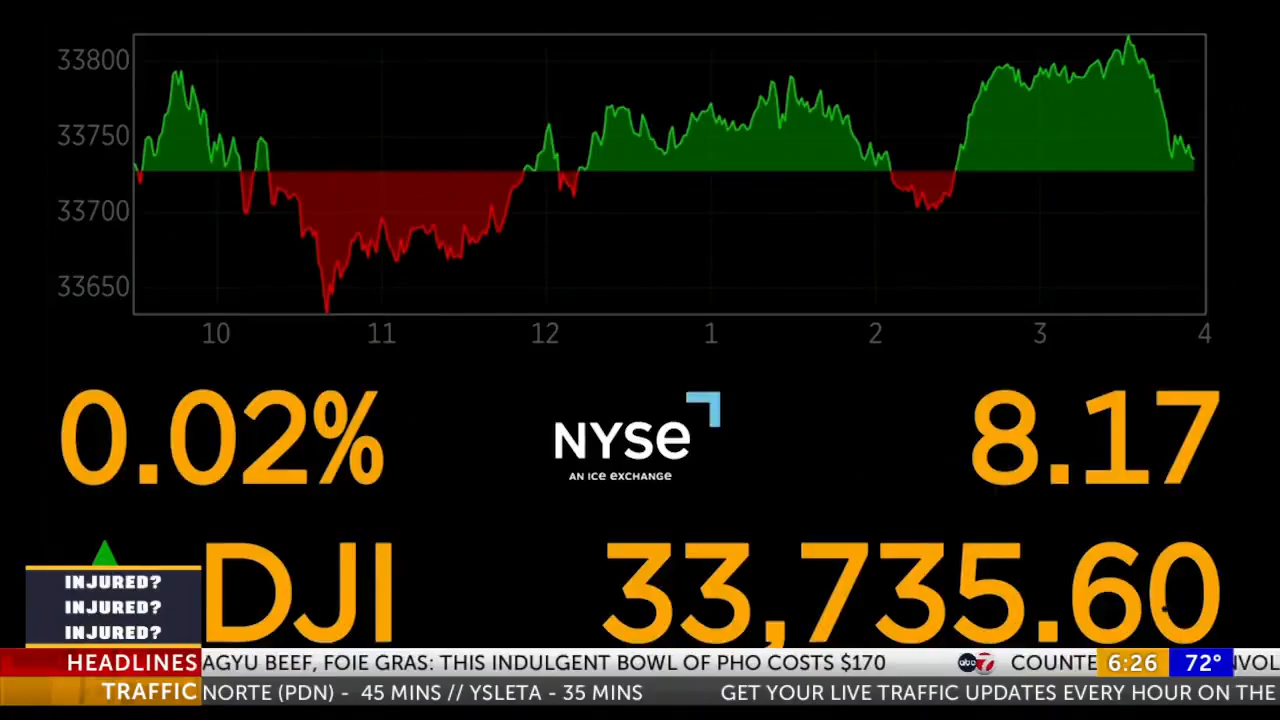 33800
33750
33700
33650
10 11 12 1 2 3 4
0.02% NYSE 8.17
AN ICE EXCHANGE
DJI 33,735.60
INJURED?
INJURED?
INJURED?
HEADLINES AGYU BEEF, FOIE GRAS: THIS INDULGENT BOWL OF PHO COSTS $170 abc 7 COUNTE 6:26 72° NVOL
TRAFFIC NORTE (PDN) - 45 MINS // YSLETA - 35 MINS GET YOUR LIVE TRAFFIC UPDATES EVERY HOUR ON THE